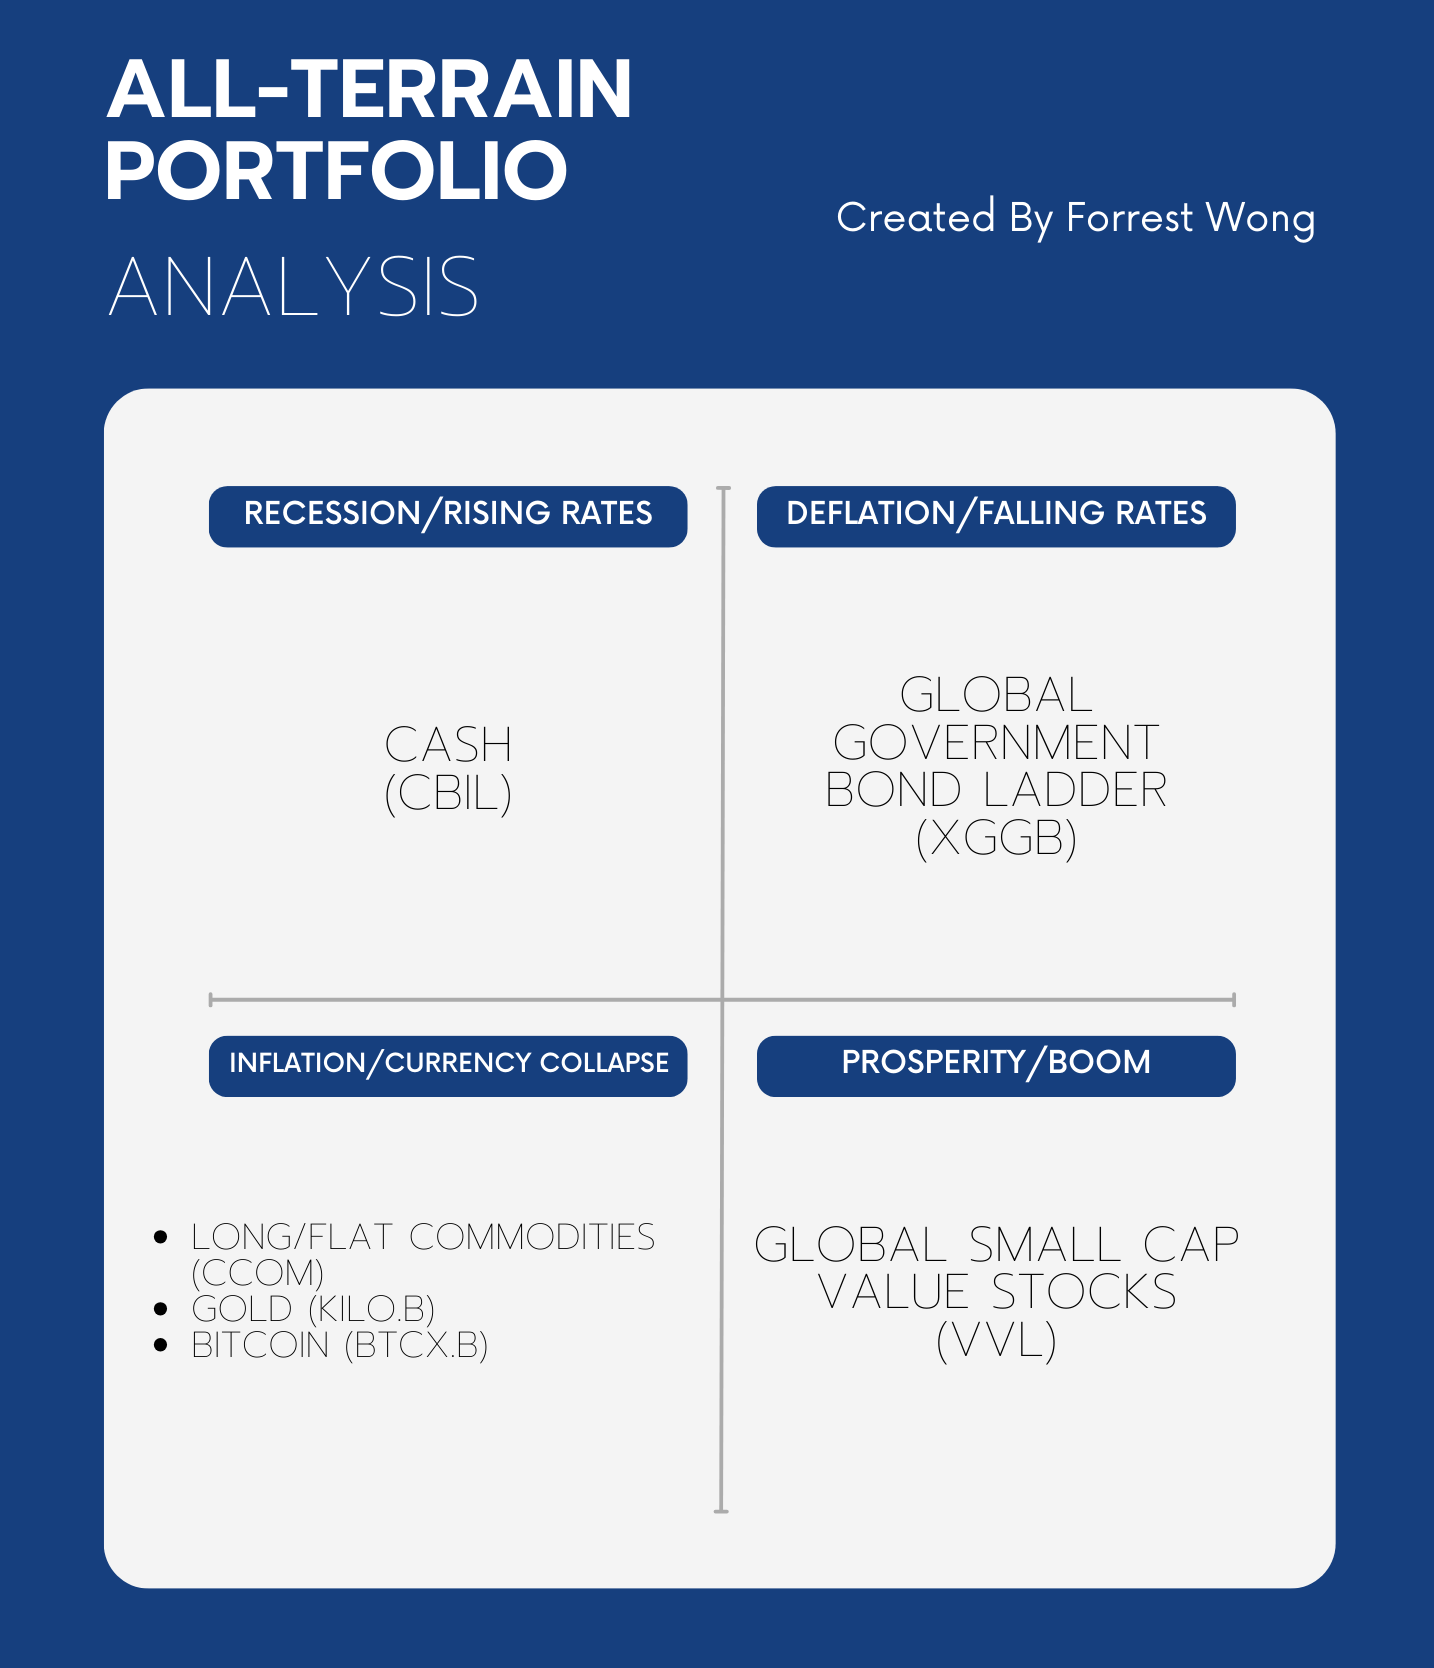 ALL-TERRAIN
PORTFOLIO
ANALYSIS
Created By Forrest Wong
RECESSION/RISING RATES
CASH
(CBIL)
DEFLATION/FALLING RATES
GLOBAL
GOVERNMENT
BOND LADDER
(XGGB)
INFLATION/CURRENCY COLLAPSE
• LONG/FLAT COMMODITIES
(CCOM)
• GOLD (KILO.B)
• BITCOIN (BTCX.B)
PROSPERITY/BOOM
GLOBAL SMALL CAP
VALUE STOCKS
(VVL)